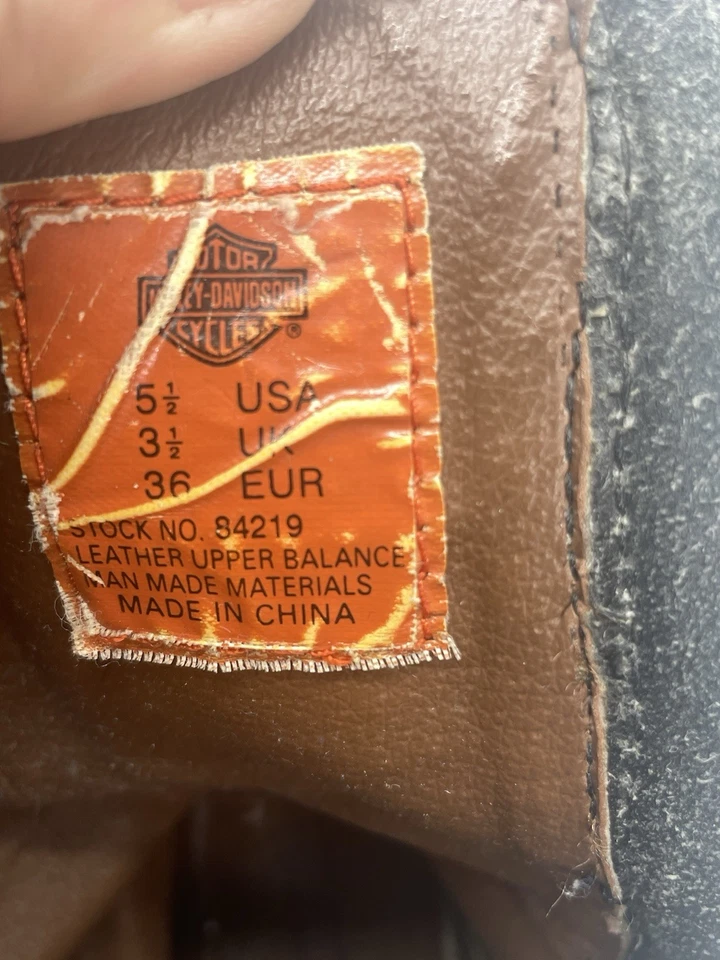 MOTOR
HARLEY-DAVIDSON
CYCLES
®
5½ USA
3½ UK
36 EUR
STOCK NO. 84219
LEATHER UPPER BALANCE
MAN MADE MATERIALS
MADE IN CHINA